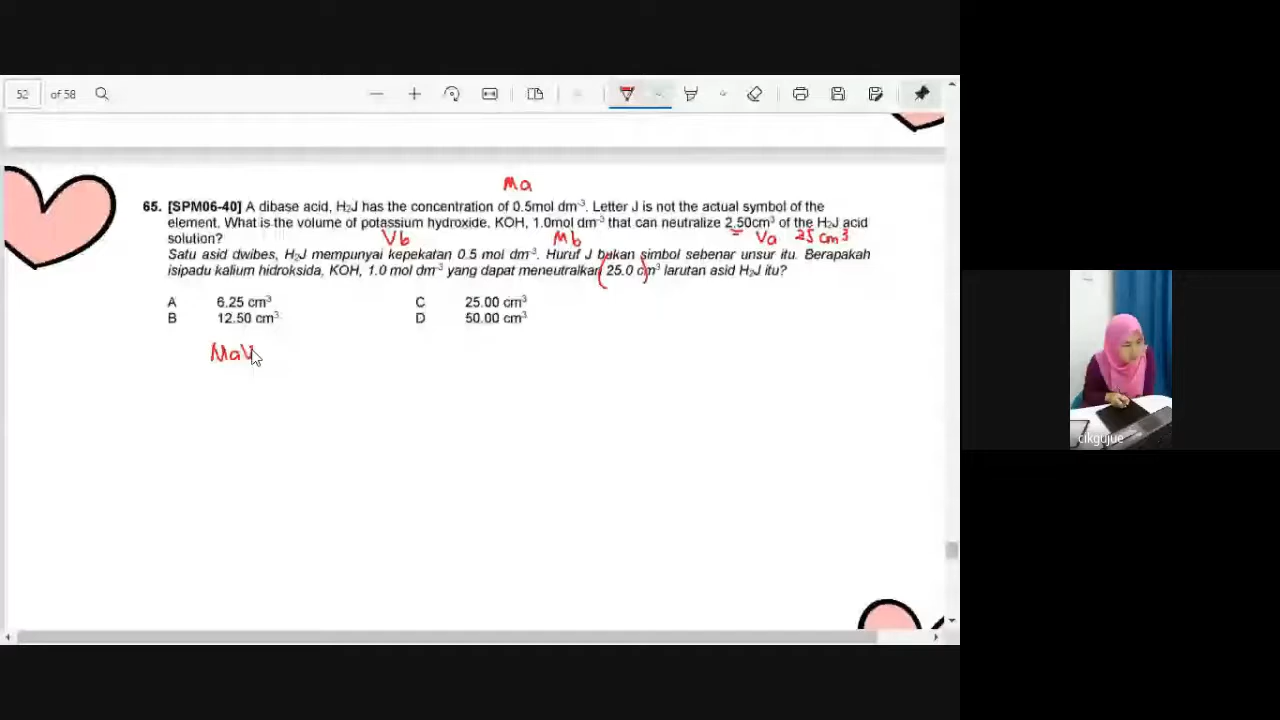 52 of 58
Ma
65. [SPM06-40] A dibase acid, H₂J has the concentration of 0.5mol dm⁻³. Letter J is not the actual symbol of the
element. What is the volume of potassium hydroxide, KOH, 1.0mol dm⁻³ that can neutralize 2.50cm³ of the H₂J acid
solution?
Vb Mb Va 25 cm³
Satu asid dwibes, H₂J mempunyai kepekatan 0.5 mol dm⁻³. Huruf J bukan simbol sebenar unsur itu. Berapakah
isipadu kalium hidroksida, KOH, 1.0 mol dm⁻³ yang dapat meneutralkan (25.0 cm³ larutan asid H₂J itu?
A 6.25 cm³ C 25.00 cm³
B 12.50 cm³ D 50.00 cm³
MaV
cikgujue